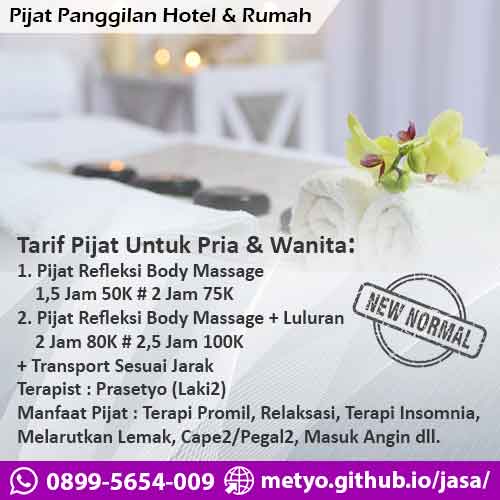 Pijat Panggilan Hotel & Rumah
Tarif Pijat Untuk Pria & Wanita:
1. Pijat Refleksi Body Massage
1,5 Jam 50K # 2 Jam 75K
2. Pijat Refleksi Body Massage + Luluran
2 Jam 80K # 2,5 Jam 100K
+ Transport Sesuai Jarak
Terapist : Prasetyo (Laki2)
Manfaat Pijat : Terapi Promil, Relaksasi, Terapi Insomnia,
Melarutkan Lemak, Cape2/Pegal2, Masuk Angin dll.
NEW NORMAL
0899-5654-009 metyo.github.io/jasa/